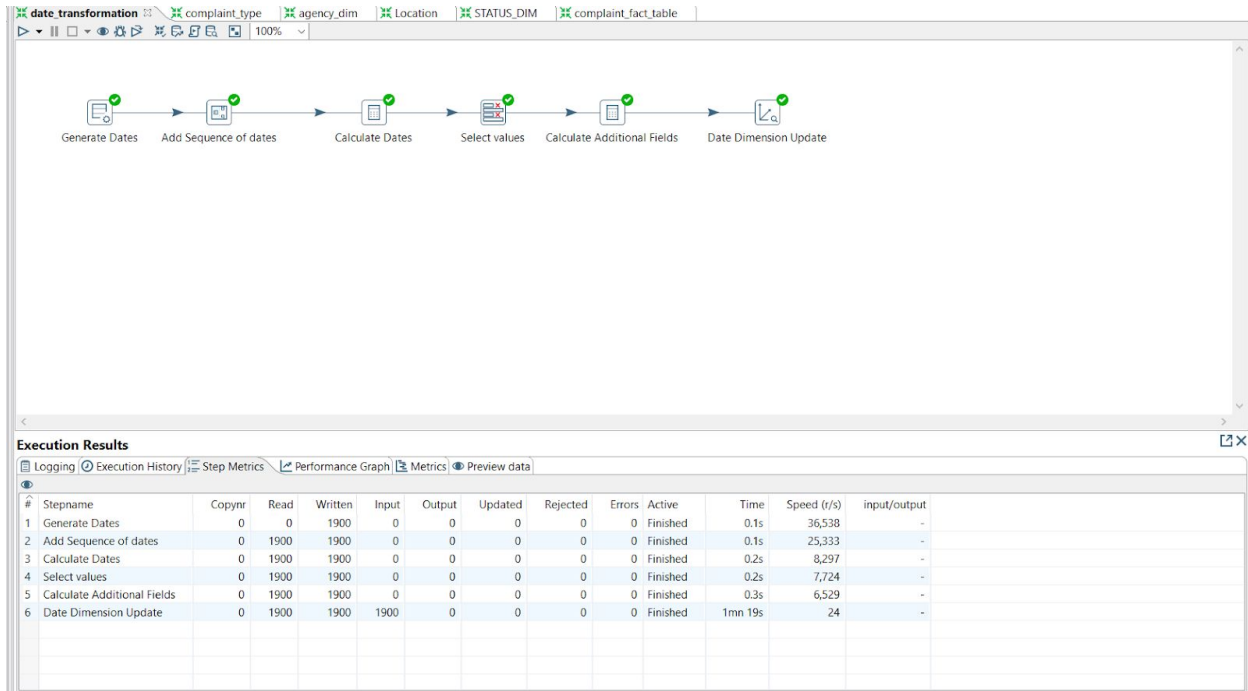 date_transformation complaint_type agency_dim Location STATUS_DIM complaint_fact_table
100%
Generate Dates Add Sequence of dates Calculate Dates Select values Calculate Additional Fields Date Dimension Update
Execution Results
Logging Execution History Step Metrics Performance Graph Metrics Preview data
# Stepname Copynr Read Written Input Output Updated Rejected Errors Active Time Speed (r/s) input/output
1 Generate Dates 0 0 1900 0 0 0 0 0 Finished 0.1s 36,538 -
2 Add Sequence of dates 0 1900 1900 0 0 0 0 0 Finished 0.1s 25,333 -
3 Calculate Dates 0 1900 1900 0 0 0 0 0 Finished 0.2s 8,297 -
4 Select values 0 1900 1900 0 0 0 0 0 Finished 0.2s 7,724 -
5 Calculate Additional Fields 0 1900 1900 0 0 0 0 0 Finished 0.3s 6,529 -
6 Date Dimension Update 0 1900 1900 1900 0 0 0 0 Finished 1mn 19s 24 -